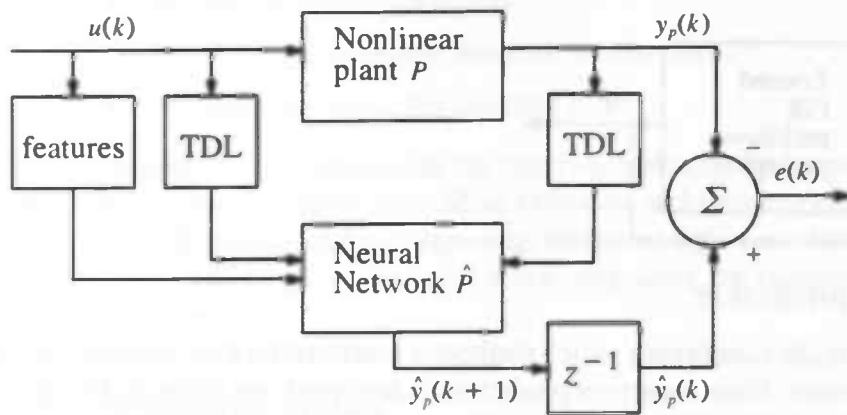 u(k)
Nonlinear
plant P
y_p(k)
features
TDL
TDL
−
e(k)
Σ
+
Neural
Network P̂
ŷ_p(k + 1)
z⁻¹
ŷ_p(k)